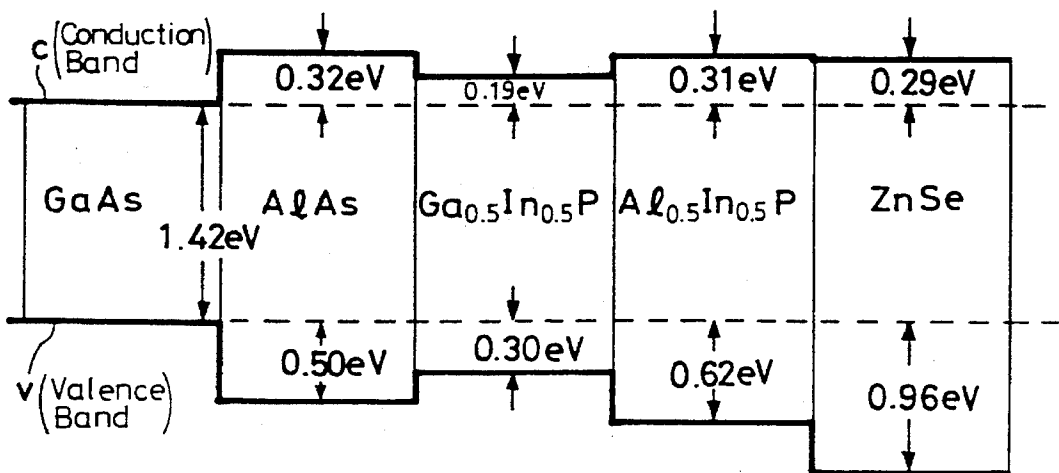 c (Conduction Band)
0.32eV
0.19eV
0.31eV
0.29eV
GaAs
AlAs
Ga0.5In0.5P
Al0.5In0.5P
ZnSe
1.42eV
0.50eV
0.30eV
0.62eV
0.96eV
v (Valence Band)